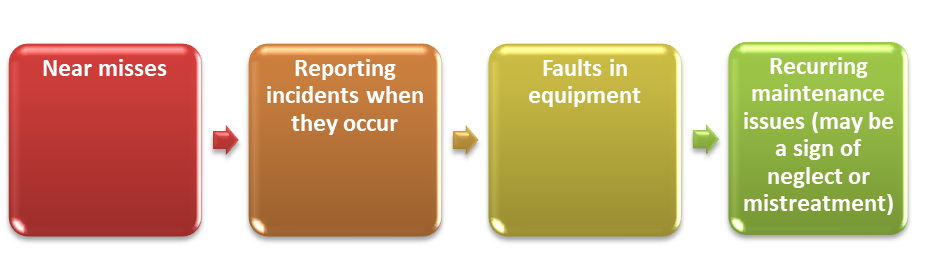 Near misses
Reporting
incidents when
they occur
Faults in
equipment
Recurring
maintenance
issues (may be
a sign of
neglect or
mistreatment)